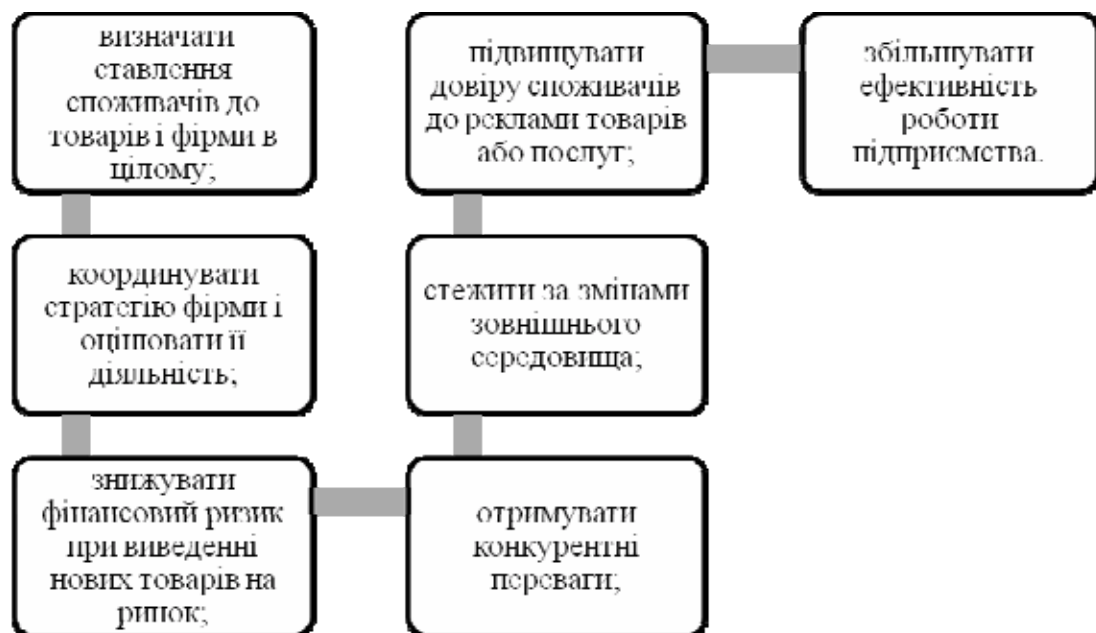 визначати
ставлення
споживачів до
товарів і фірми в
цілому;
координувати
стратегію фірми і
оцінювати її
діяльність;
знижувати
фінансовий ризик
при виведенні
нових товарів на
ринок;
отримувати
конкурентні
переваги;
стежити за змінами
зовнішнього
середовища;
підвищувати
довіру споживачів
до реклами товарів
або послуг;
збільшувати
ефективність
роботи
підприємства.